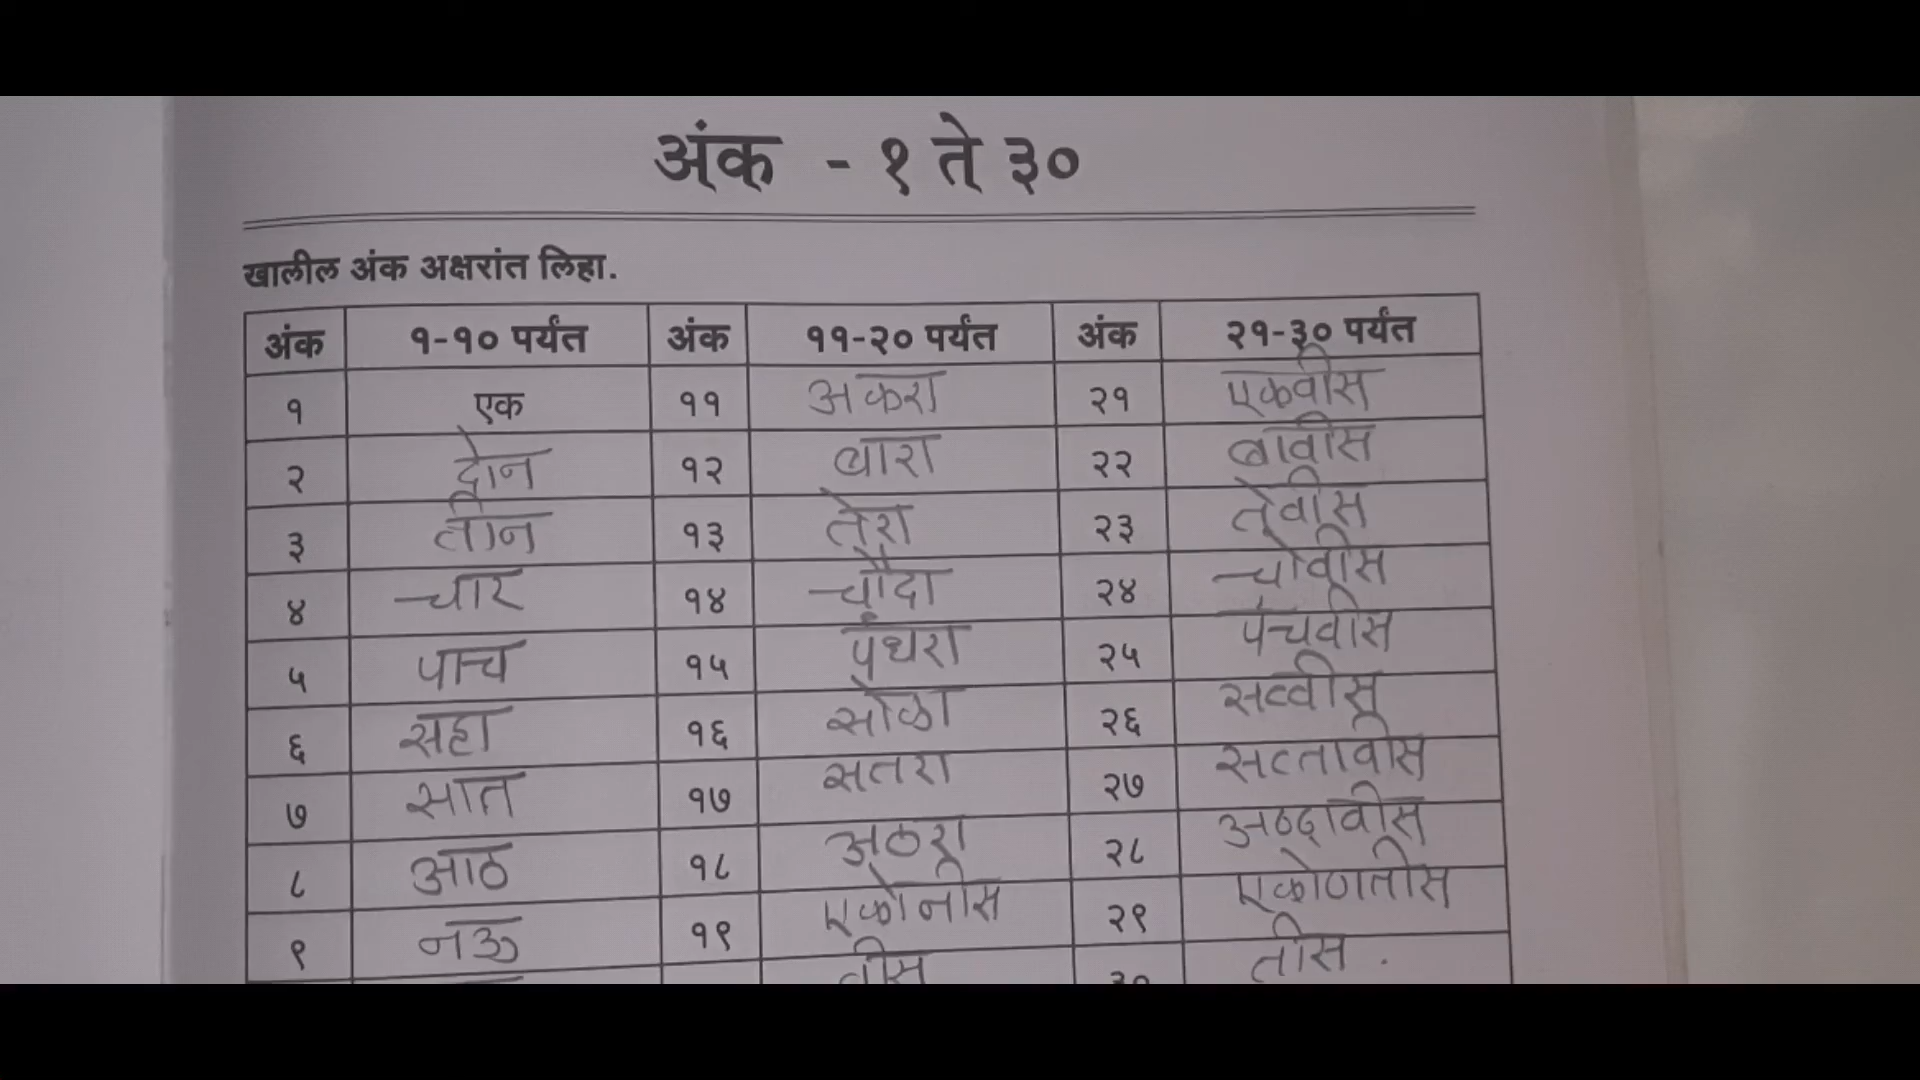 अंक - १ ते ३०
खालील अंक अक्षरांत लिहा.
अंक १-१० पर्यंत अंक ११-२० पर्यंत अंक २१-३० पर्यंत
१ एक ११ अकरा २१ एकवीस
२ दोन १२ बारा २२ बावीस
३ तीन १३ तेरा २३ तेवीस
४ चार १४ चौदा २४ चोवीस
५ पाच १५ पंधरा २५ पंचवीस
६ सहा १६ सोळा २६ सव्वीस
७ सात १७ सतरा २७ सत्तावीस
८ आठ १८ अठरा २८ अठ्ठावीस
९ नऊ १९ एकोनीस २९ एकोणतीस
वीस ३० तीस .